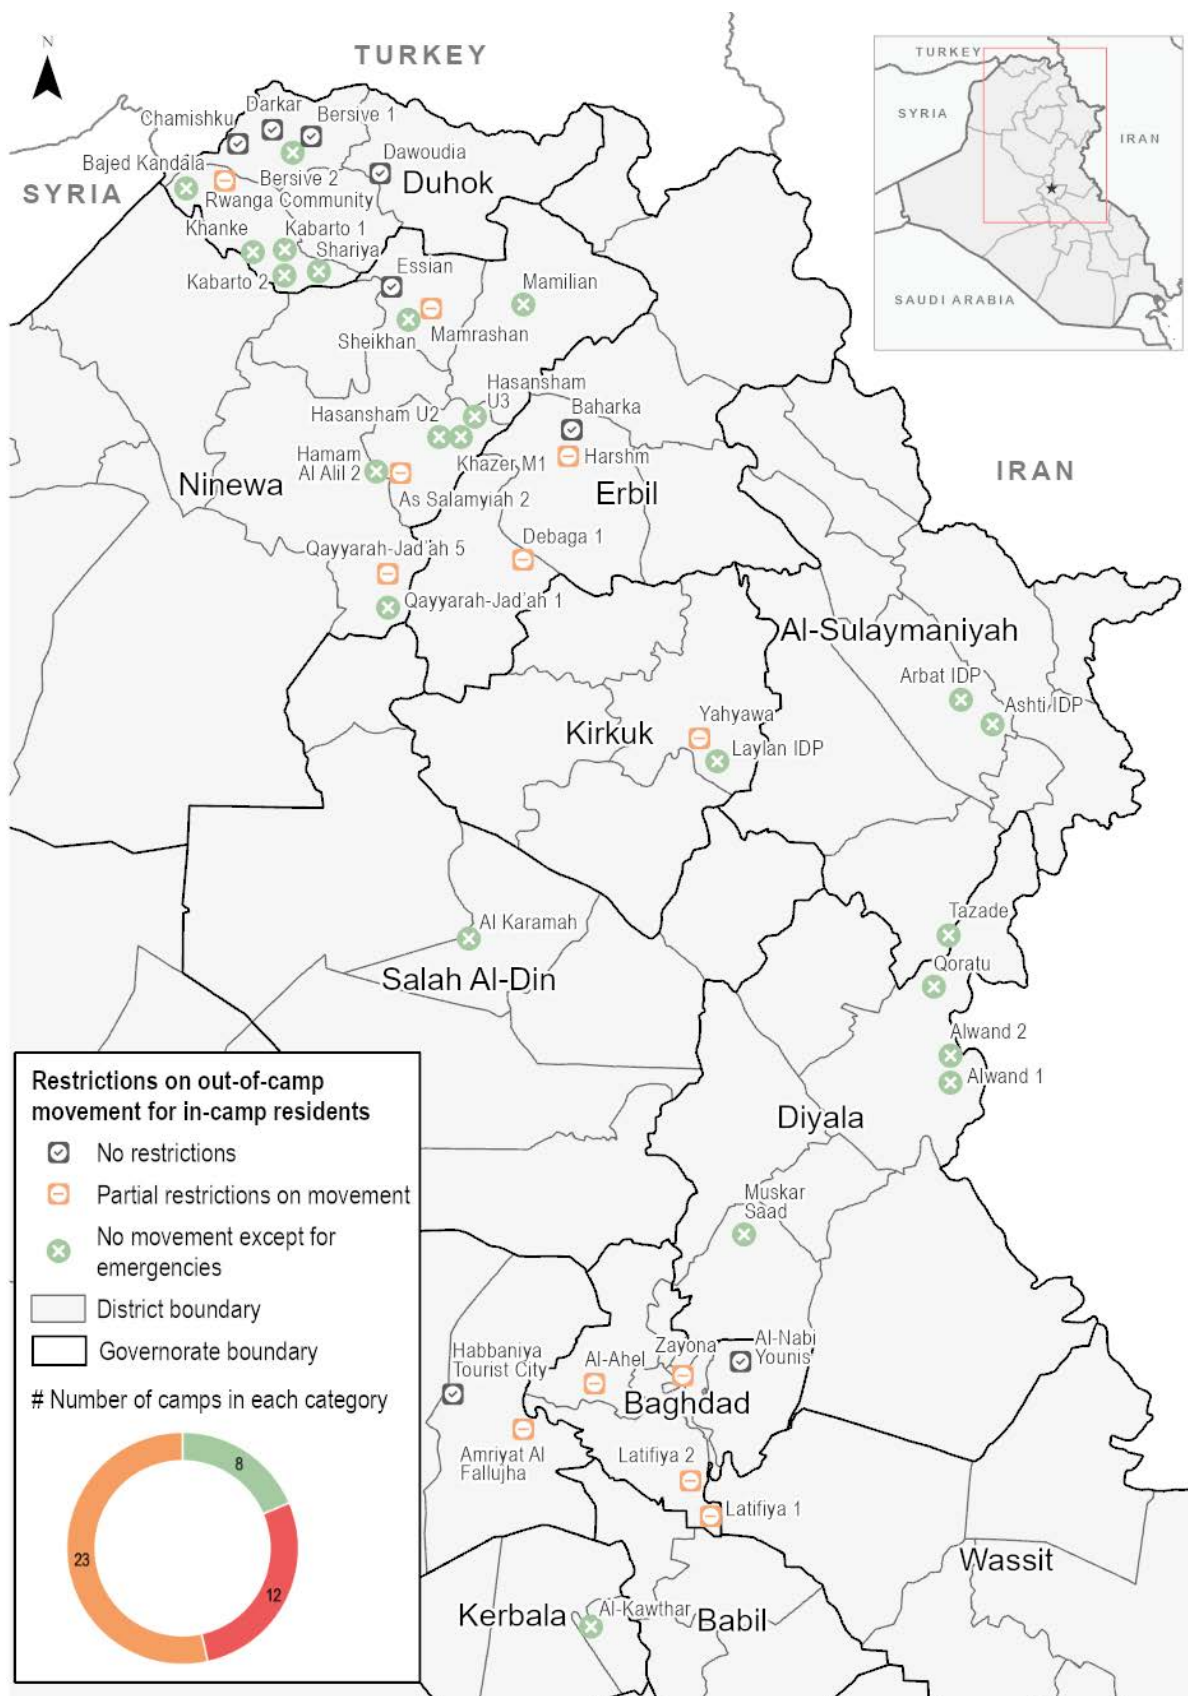 N
TURKEY
TURKEY
SYRIA
IRAN
SAUDI ARABIA
Darkar
Chamishku
Bersive 1
Dawoudia
Bajed Kandala
Bersive 2
Duhok
SYRIA
Rwanga Community
Khanke
Kabarto 1
Shariya
Essian
Kabarto 2
Mamilian
Sheikhan
Mamrashan
Hasansham
U3
Hasansham U2
Baharka
Hamam
Al Alil 2
Khazer M1
Harshm
IRAN
Ninewa
As Salamyiah 2
Erbil
Debaga 1
Qayyarah-Jad'ah 5
Qayyarah-Jad'ah 1
Al-Sulaymaniyah
Arbat IDP
Ashti IDP
Yahyawa
Kirkuk
Laylan IDP
Al Karamah
Tazade
Salah Al-Din
Qoratu
Alwand 2
Alwand 1
Diyala
Muskar
Saad
Habbaniya
Tourist City
Al-Ahel
Zayona
Al-Nabi
Younis
Baghdad
Amriyat Al
Fallujha
Latifiya 2
Latifiya 1
Wassit
Kerbala
Al-Kawthar
Babil
Restrictions on out-of-camp
movement for in-camp residents
No restrictions
Partial restrictions on movement
No movement except for
emergencies
District boundary
Governorate boundary
# Number of camps in each category
8
23
12